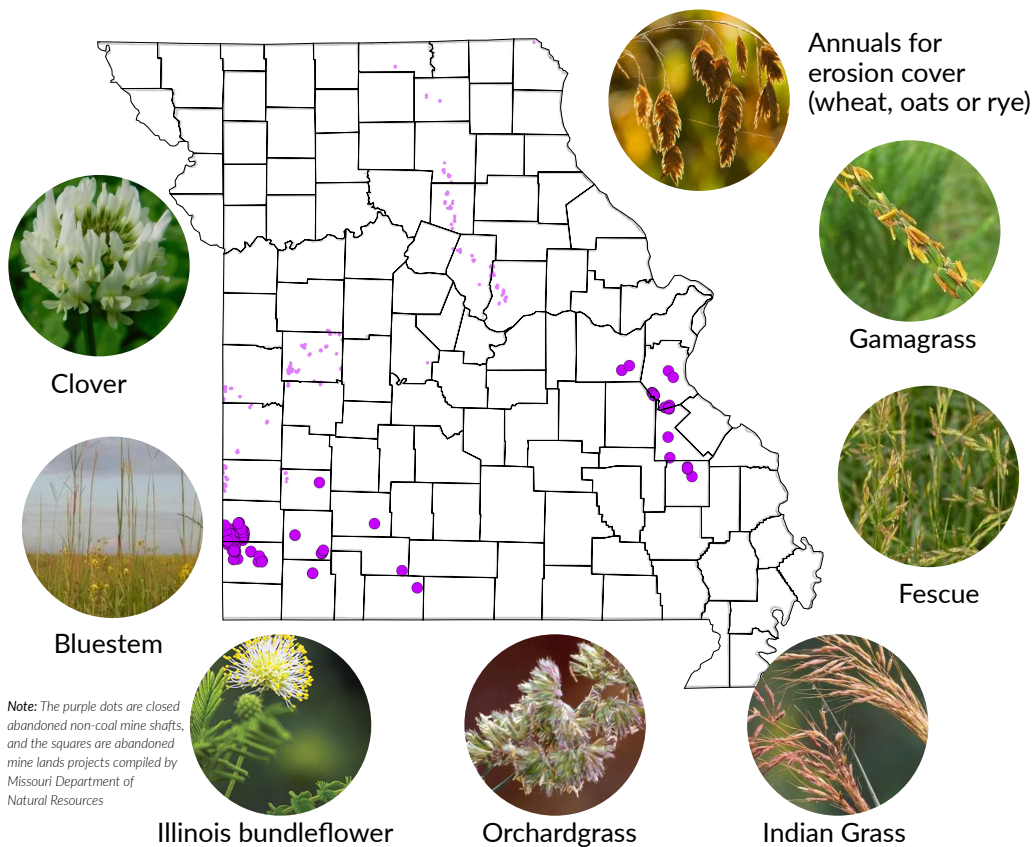 Annuals for
erosion cover
(wheat, oats or rye)
Gamagrass
Clover
Fescue
Bluestem
Note: The purple dots are closed
abandoned non-coal mine shafts,
and the squares are abandoned
mine lands projects compiled by
Missouri Department of
Natural Resources
Illinois bundleflower
Orchardgrass
Indian Grass